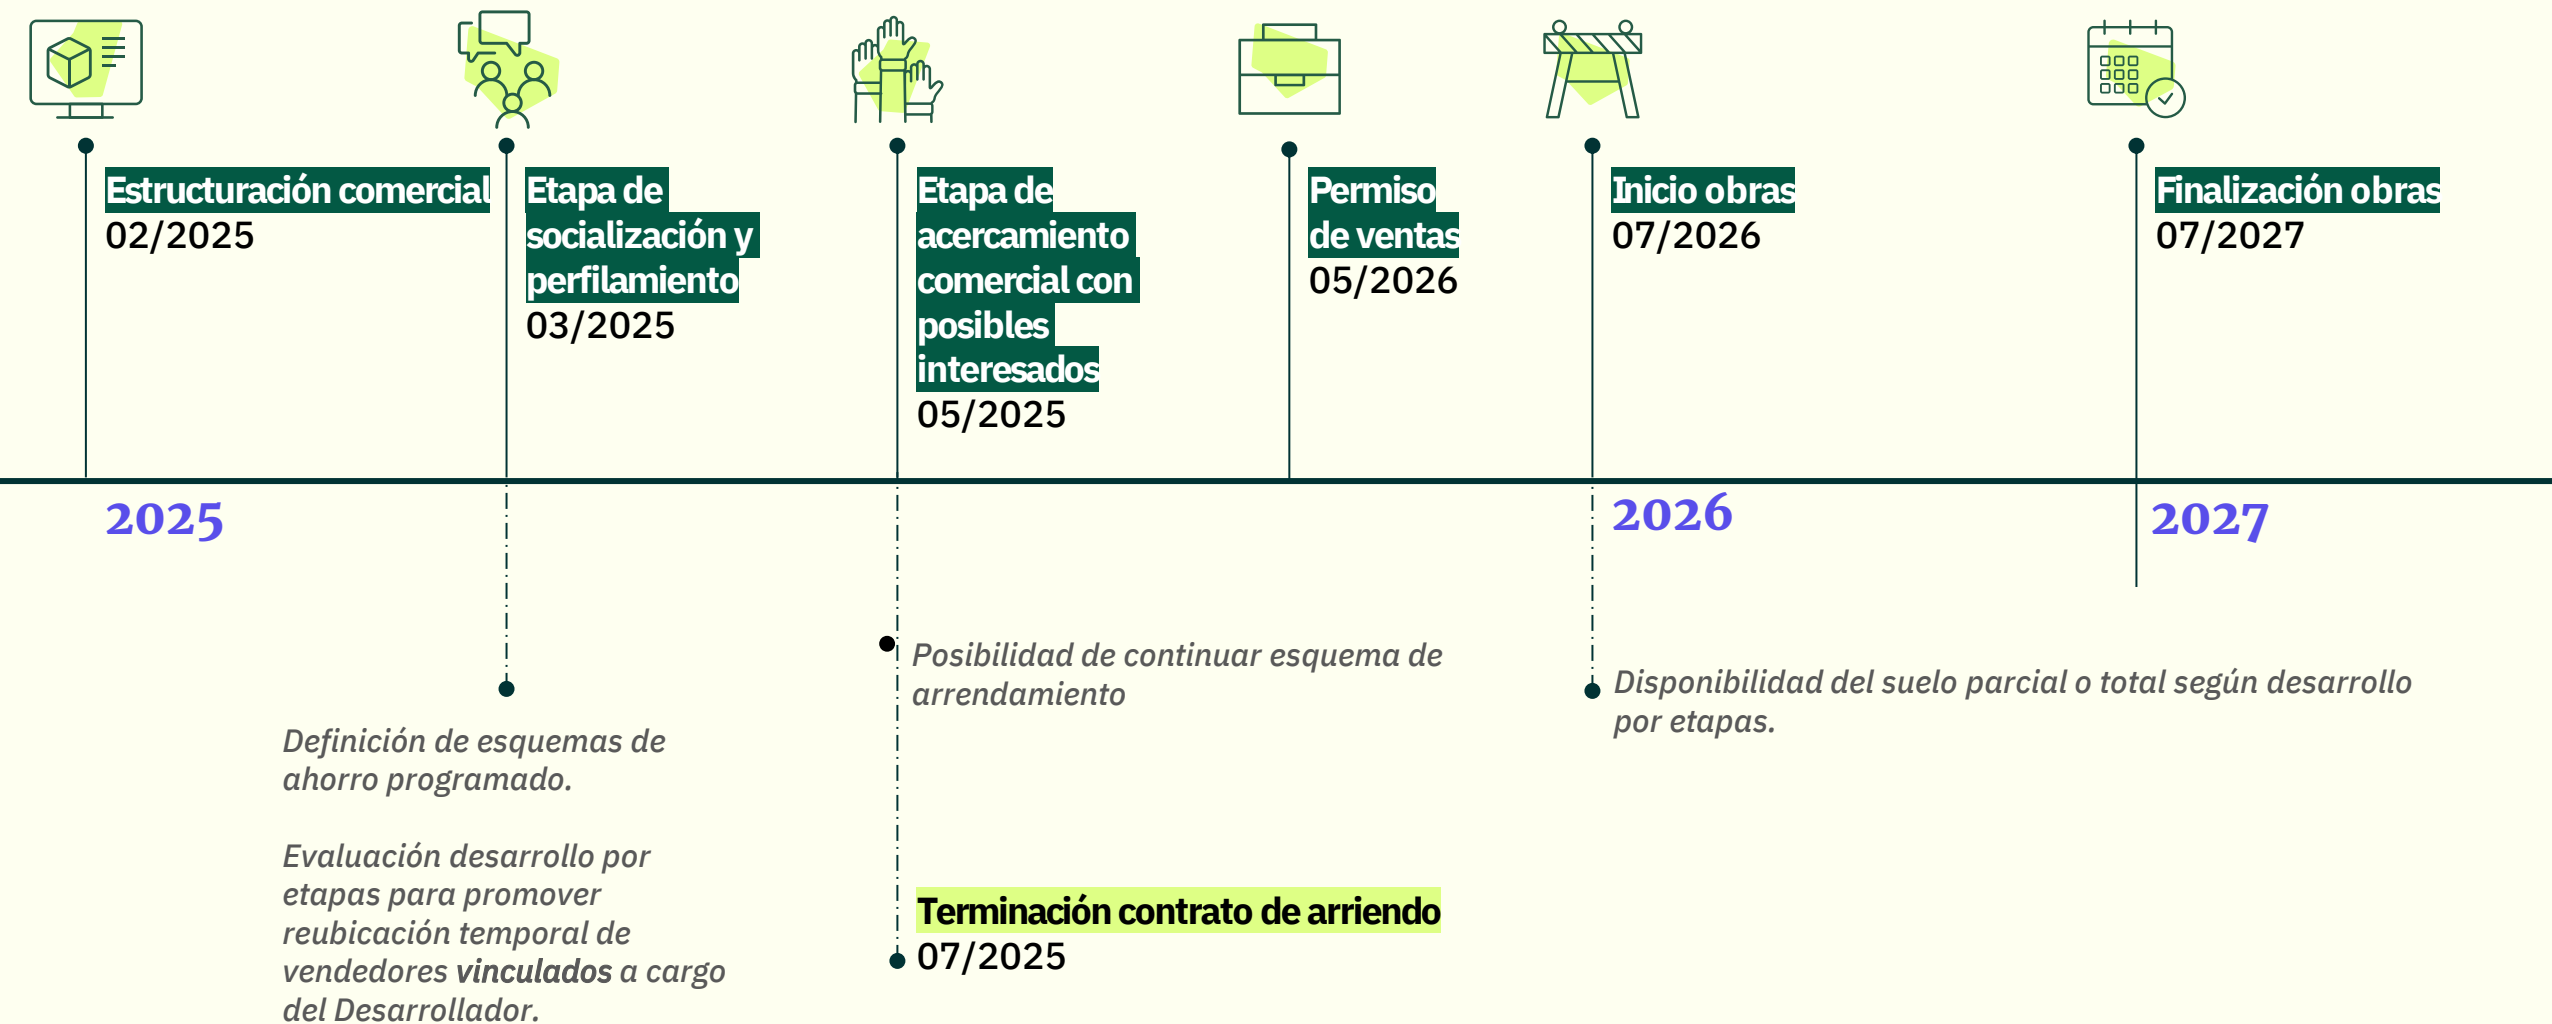 Estructuración comercial
02/2025
Etapa de
socialización y
perfilamiento
03/2025
Etapa de
acercamiento
comercial con
posibles
interesados
05/2025
Permiso
de ventas
05/2026
Inicio obras
07/2026
Finalización obras
07/2027
2025
2026
2027
Definición de esquemas de
ahorro programado.
Evaluación desarrollo por
etapas para promover
reubicación temporal de
vendedores vinculados a cargo
del Desarrollador.
Posibilidad de continuar esquema de
arrendamiento
Terminación contrato de arriendo
07/2025
Disponibilidad del suelo parcial o total según desarrollo
por etapas.